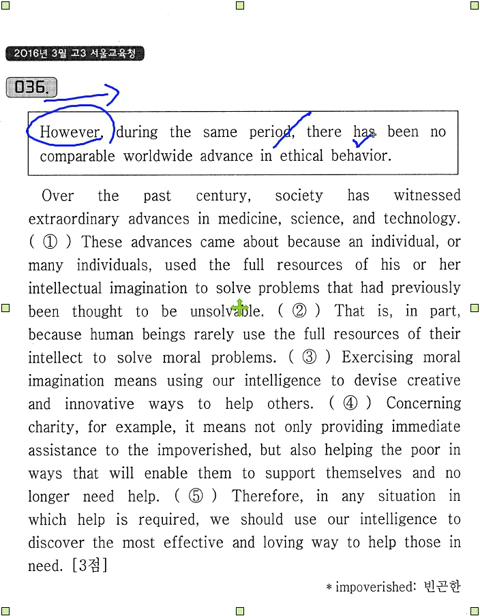 2016년 3월 고3 서울교육청
036.
However, during the same period, there has been no
comparable worldwide advance in ethical behavior.
Over the past century, society has witnessed
extraordinary advances in medicine, science, and technology.
( ① ) These advances came about because an individual, or
many individuals, used the full resources of his or her
intellectual imagination to solve problems that had previously
been thought to be unsolvable. ( ② ) That is, in part,
because human beings rarely use the full resources of their
intellect to solve moral problems. ( ③ ) Exercising moral
imagination means using our intelligence to devise creative
and innovative ways to help others. ( ④ ) Concerning
charity, for example, it means not only providing immediate
assistance to the impoverished, but also helping the poor in
ways that will enable them to support themselves and no
longer need help. ( ⑤ ) Therefore, in any situation in
which help is required, we should use our intelligence to
discover the most effective and loving way to help those in
need. [3점]
* impoverished: 빈곤한